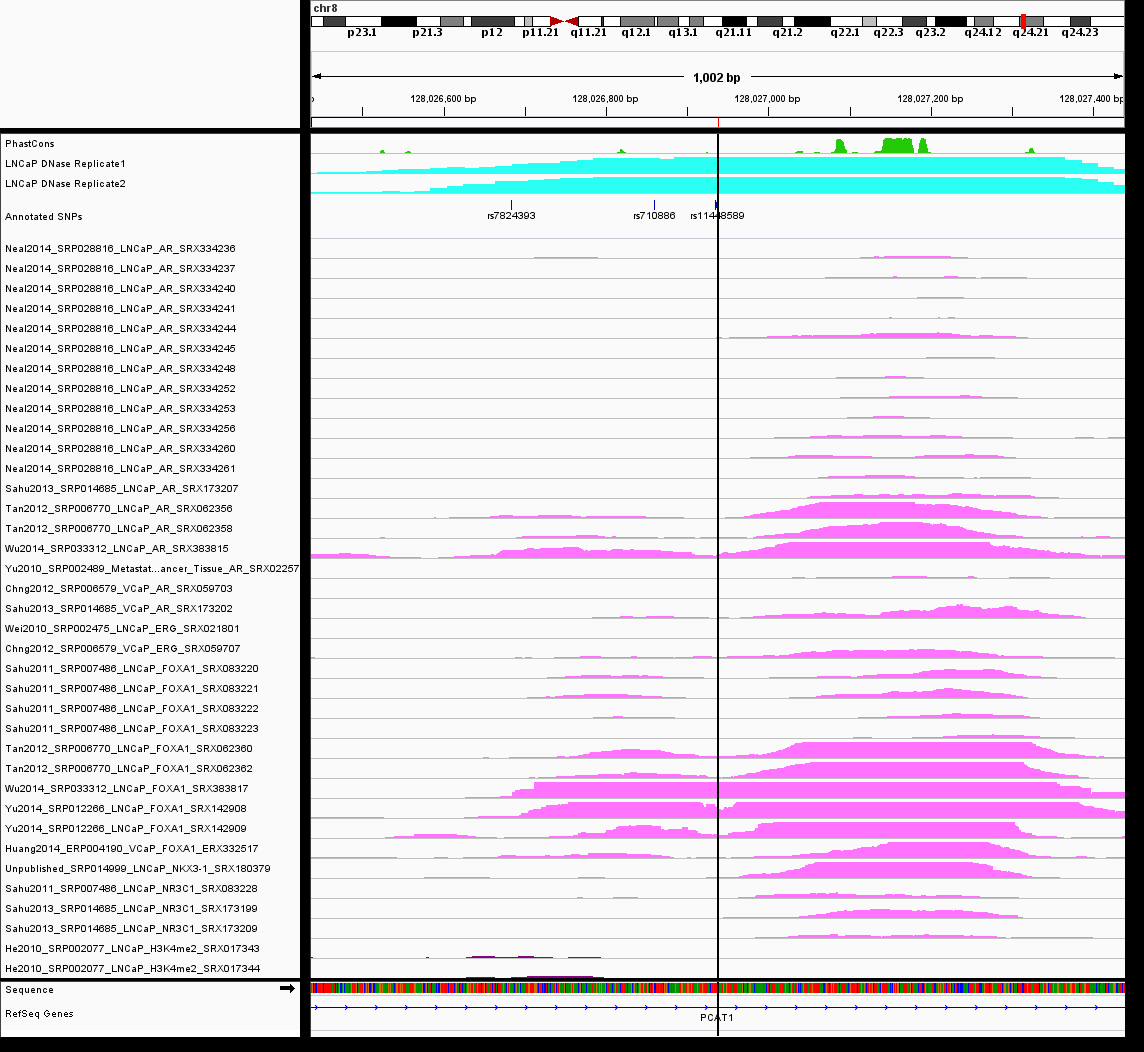 chr8
p23.1 p21.3 p12 p11.21 q11.21 q12.1 q13.1 q21.11 q21.2 q22.1 q22.3 q23.2 q24.12 q24.21 q24.23
1,002 bp
128,026,600 bp 128,026,800 bp 128,027,000 bp 128,027,200 bp 128,027,400 bp
PhastCons
LNCaP DNase Replicate1
LNCaP DNase Replicate2
Annotated SNPs
rs7824393 rs710886 rs11448589
Neal2014_SRP028816_LNCaP_AR_SRX334236
Neal2014_SRP028816_LNCaP_AR_SRX334237
Neal2014_SRP028816_LNCaP_AR_SRX334240
Neal2014_SRP028816_LNCaP_AR_SRX334241
Neal2014_SRP028816_LNCaP_AR_SRX334244
Neal2014_SRP028816_LNCaP_AR_SRX334245
Neal2014_SRP028816_LNCaP_AR_SRX334248
Neal2014_SRP028816_LNCaP_AR_SRX334252
Neal2014_SRP028816_LNCaP_AR_SRX334253
Neal2014_SRP028816_LNCaP_AR_SRX334256
Neal2014_SRP028816_LNCaP_AR_SRX334260
Neal2014_SRP028816_LNCaP_AR_SRX334261
Sahu2013_SRP014685_LNCaP_AR_SRX173207
Tan2012_SRP006770_LNCaP_AR_SRX062356
Tan2012_SRP006770_LNCaP_AR_SRX062358
Wu2014_SRP033312_LNCaP_AR_SRX383815
Yu2010_SRP002489_Metastat...ancer_Tissue_AR_SRX02257
Chng2012_SRP006579_VCaP_AR_SRX059703
Sahu2013_SRP014685_VCaP_AR_SRX173202
Wei2010_SRP002475_LNCaP_ERG_SRX021801
Chng2012_SRP006579_VCaP_ERG_SRX059707
Sahu2011_SRP007486_LNCaP_FOXA1_SRX083220
Sahu2011_SRP007486_LNCaP_FOXA1_SRX083221
Sahu2011_SRP007486_LNCaP_FOXA1_SRX083222
Sahu2011_SRP007486_LNCaP_FOXA1_SRX083223
Tan2012_SRP006770_LNCaP_FOXA1_SRX062360
Tan2012_SRP006770_LNCaP_FOXA1_SRX062362
Wu2014_SRP033312_LNCaP_FOXA1_SRX383817
Yu2014_SRP012266_LNCaP_FOXA1_SRX142908
Yu2014_SRP012266_LNCaP_FOXA1_SRX142909
Huang2014_ERP004190_VCaP_FOXA1_ERX332517
Unpublished_SRP014999_LNCaP_NKX3-1_SRX180379
Sahu2011_SRP007486_LNCaP_NR3C1_SRX083228
Sahu2013_SRP014685_LNCaP_NR3C1_SRX173199
Sahu2013_SRP014685_LNCaP_NR3C1_SRX173209
He2010_SRP002077_LNCaP_H3K4me2_SRX017343
He2010_SRP002077_LNCaP_H3K4me2_SRX017344
Sequence
RefSeq Genes
PCAT1